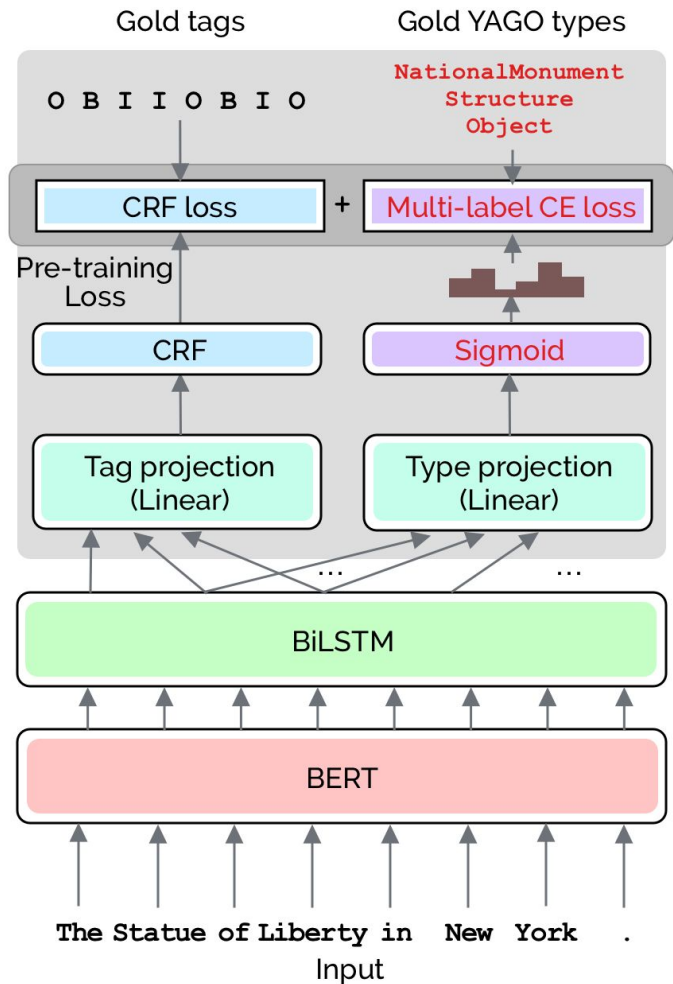 Gold tags
Gold YAGO types
O B I I O B I O
NationalMonument
Structure
Object
CRF loss
+
Multi-label CE loss
Pre-training
Loss
CRF
Sigmoid
Tag projection
(Linear)
Type projection
(Linear)
...
...
BiLSTM
BERT
The Statue of Liberty in New York .
Input